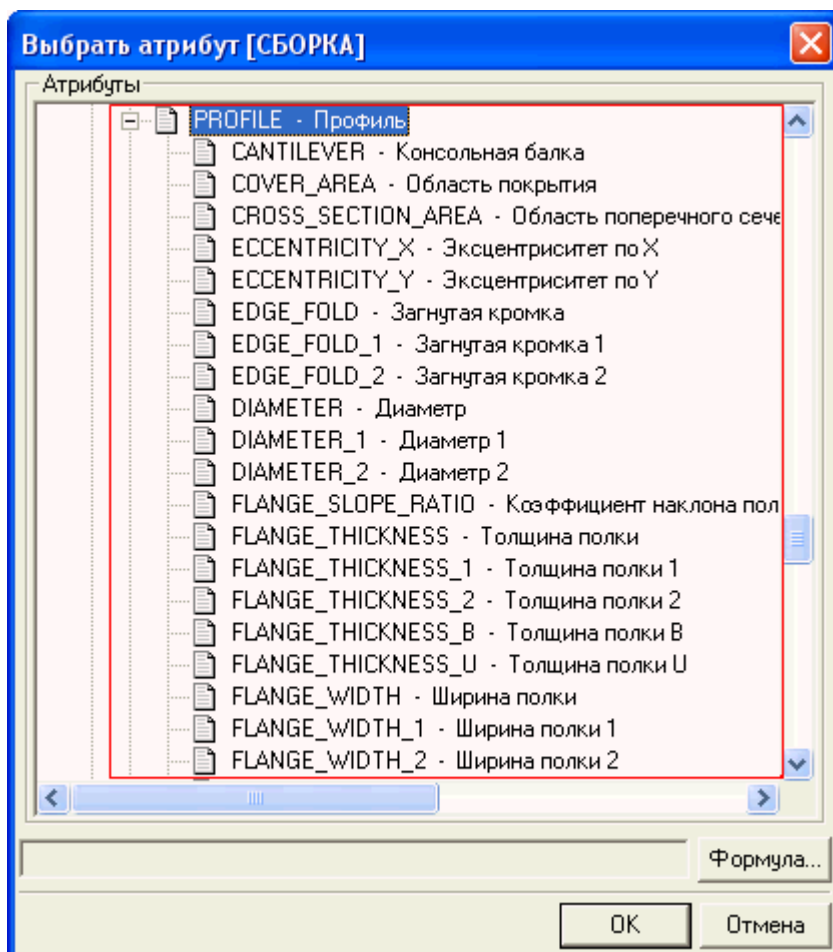 Выбрать атрибут [СБОРКА]
Атрибуты
PROFILE - Профиль
CANTILEVER - Консольная балка
COVER_AREA - Область покрытия
CROSS_SECTION_AREA - Область поперечного сече
ECCENTRICITY_X - Эксцентриситет по X
ECCENTRICITY_Y - Эксцентриситет по Y
EDGE_FOLD - Загнутая кромка
EDGE_FOLD_1 - Загнутая кромка 1
EDGE_FOLD_2 - Загнутая кромка 2
DIAMETER - Диаметр
DIAMETER_1 - Диаметр 1
DIAMETER_2 - Диаметр 2
FLANGE_SLOPE_RATIO - Коэффициент наклона пол
FLANGE_THICKNESS - Толщина полки
FLANGE_THICKNESS_1 - Толщина полки 1
FLANGE_THICKNESS_2 - Толщина полки 2
FLANGE_THICKNESS_B - Толщина полки B
FLANGE_THICKNESS_U - Толщина полки U
FLANGE_WIDTH - Ширина полки
FLANGE_WIDTH_1 - Ширина полки 1
FLANGE_WIDTH_2 - Ширина полки 2
Формула...
OK Отмена